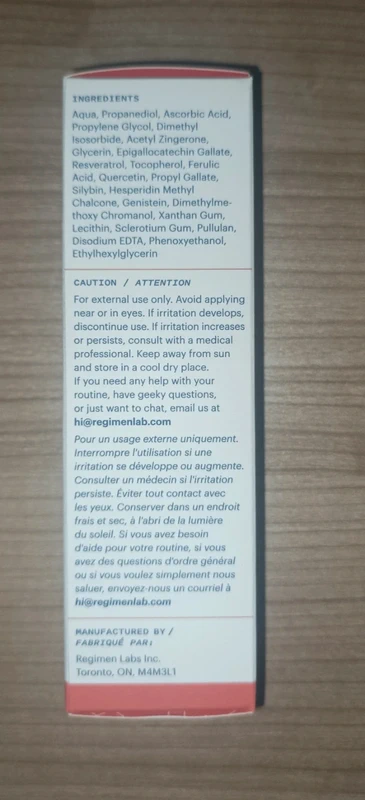 INGREDIENTS
Aqua, Propanediol, Ascorbic Acid,
Propylene Glycol, Dimethyl
Isosorbide, Acetyl Zingerone,
Glycerin, Epigallocatechin Gallate,
Resveratrol, Tocopherol, Ferulic
Acid, Quercetin, Propyl Gallate,
Silybin, Hesperidin Methyl
Chalcone, Genistein, Dimethylme-
thoxy Chromanol, Xanthan Gum,
Lecithin, Sclerotium Gum, Pullulan,
Disodium EDTA, Phenoxyethanol,
Ethylhexylglycerin
CAUTION / ATTENTION
For external use only. Avoid applying
near or in eyes. If irritation develops,
discontinue use. If irritation increases
or persists, consult with a medical
professional. Keep away from sun
and store in a cool dry place.
If you need any help with your
routine, have geeky questions,
or just want to chat, email us at
hi@regimenlab.com
Pour un usage externe uniquement.
Interrompre l'utilisation si une
irritation se développe ou augmente.
Consulter un médecin si l'irritation
persiste. Éviter tout contact avec
les yeux. Conserver dans un endroit
frais et sec, à l'abri de la lumière
du soleil. Si vous avez besoin
d'aide pour votre routine, si vous
avez des questions d'ordre général
ou si vous voulez simplement nous
saluer, envoyez-nous un courriel à
hi@regimenlab.com
MANUFACTURED BY /
FABRIQUÉ PAR:
Regimen Labs Inc.
Toronto, ON, M4M3L1